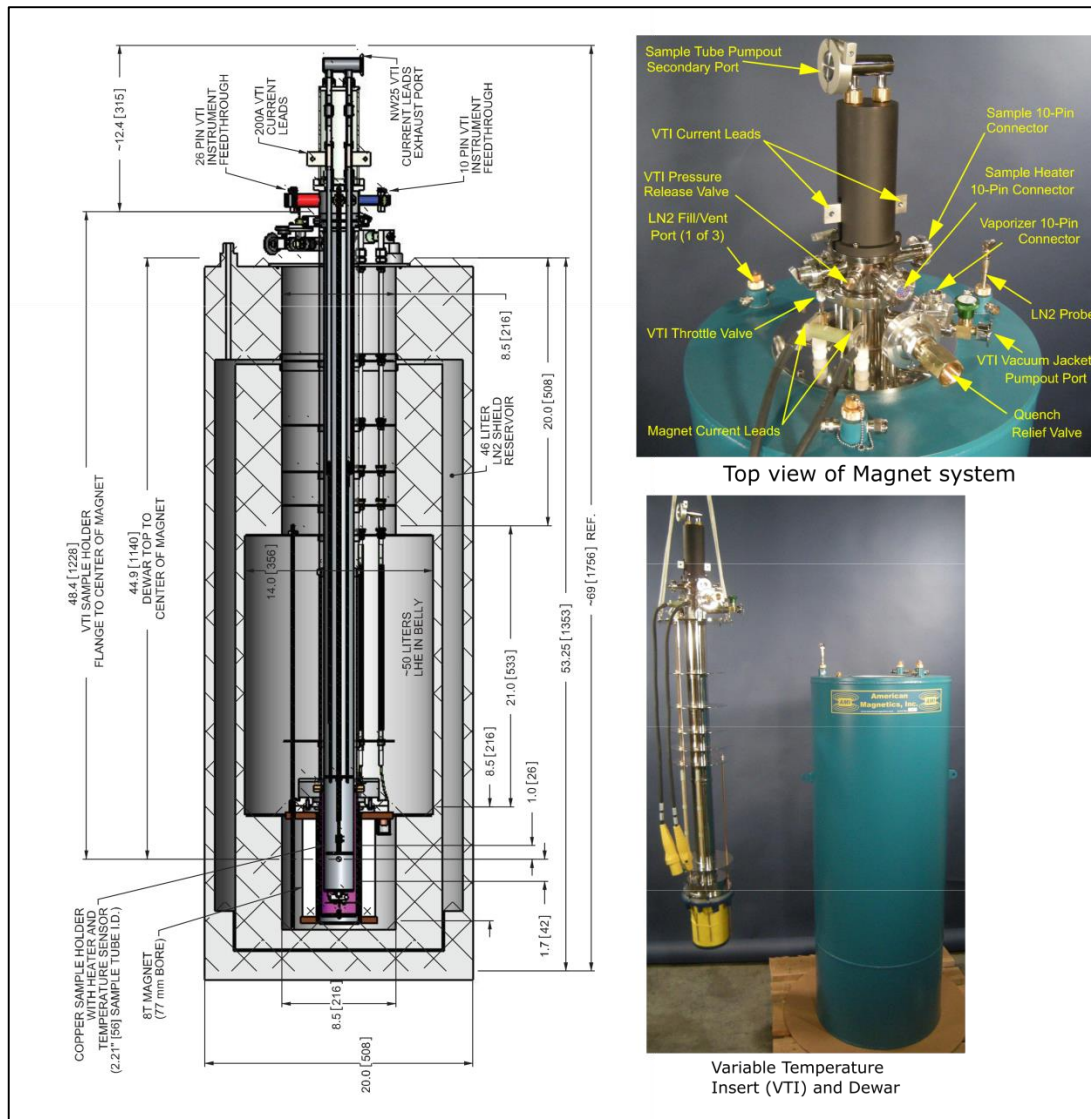 ~12.4 [315]
26 PIN VTI
INSTRUMENT
FEEDTHROUGH
200A VTI
CURRENT
LEADS
NW25 VTI
CURRENT LEADS
EXHAUST PORT
10 PIN VTI
INSTRUMENT
FEEDTHROUGH
8.5 [216]
20.0 [508]
46 LITER
LN2 SHIELD
RESERVOIR
48.4 [1228]
VTI SAMPLE HOLDER
FLANGE TO CENTER OF MAGNET
44.9 [1140]
DEWAR TOP TO
CENTER OF MAGNET
14.0 [356]
~50 LITERS
LHE IN BELLY
21.0 [533]
53.25 [1353]
~69 [1756] REF.
8.5 [216]
1.0 [26]
1.7 [42]
COPPER SAMPLE HOLDER
WITH HEATER AND
TEMPERATURE SENSOR
(2.21" [56] SAMPLE TUBE I.D.)
8T MAGNET
(77 mm BORE)
8.5 [216]
20.0 [508]
Sample Tube Pumpout
Secondary Port
VTI Current Leads
VTI Pressure
Release Valve
LN2 Fill/Vent
Port (1 of 3)
VTI Throttle Valve
Magnet Current Leads
Sample 10-Pin
Connector
Sample Heater
10-Pin Connector
Vaporizer 10-Pin
Connector
LN2 Probe
VTI Vacuum Jacket
Pumpout Port
Quench
Relief Valve
Top view of Magnet system
AMI
American
Magnetics, Inc.
AMI
Variable Temperature
Insert (VTI) and Dewar